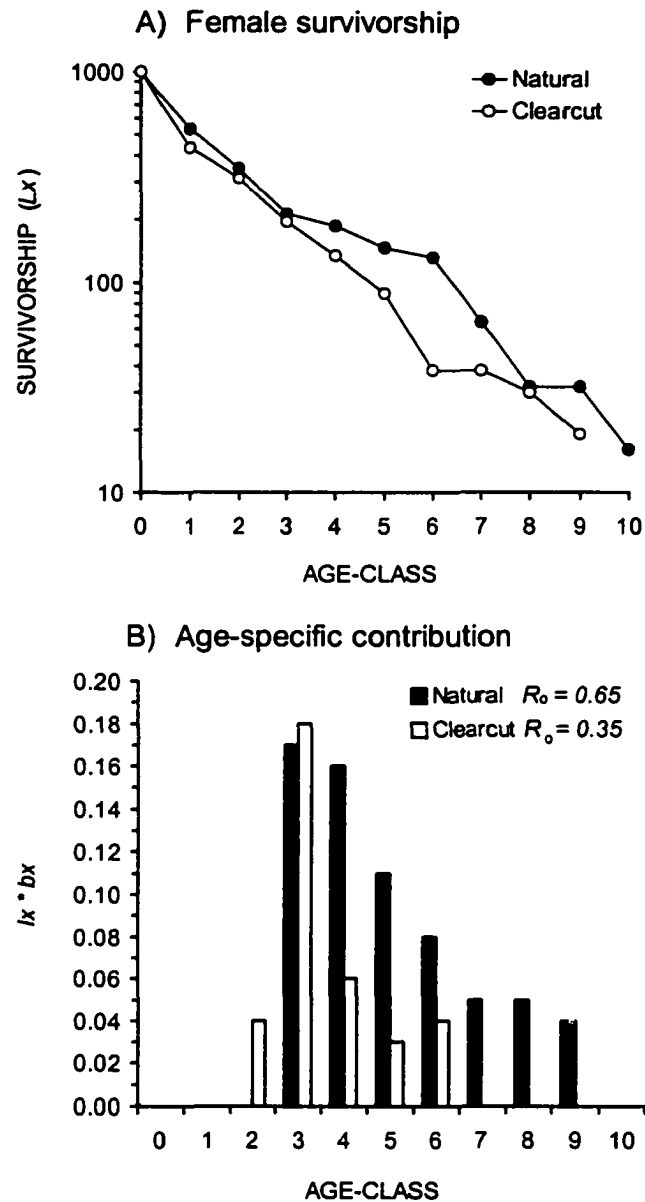 A) Female survivorship
1000
Natural
Clearcut
SURVIVORSHIP (Lx)
100
10
0 1 2 3 4 5 6 7 8 9 10
AGE-CLASS
B) Age-specific contribution
0.20
Natural Ro = 0.65
0.18
Clearcut Ro = 0.35
0.16
0.14
0.12
lx * bx
0.10
0.08
0.06
0.04
0.02
0.00
0 1 2 3 4 5 6 7 8 9 10
AGE-CLASS